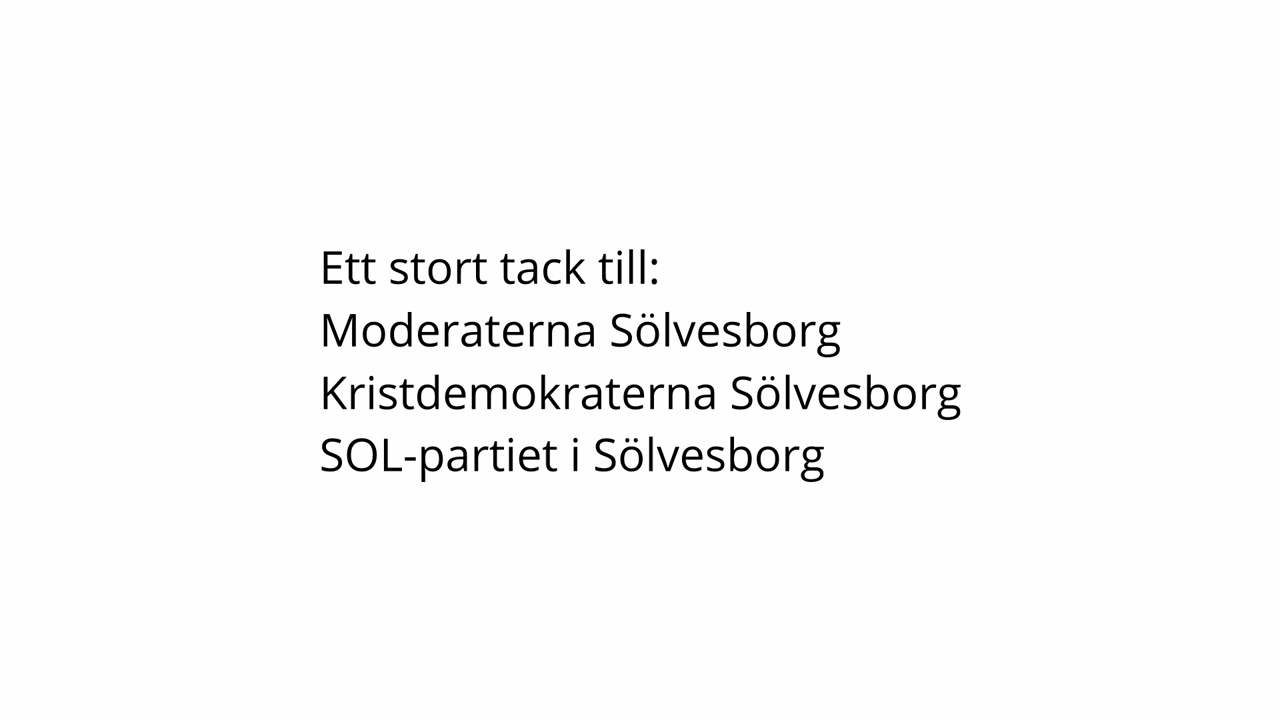 Ett stort tack till:
Moderaterna Sölvesborg
Kristdemokraterna Sölvesborg
SOL-partiet i Sölvesborg